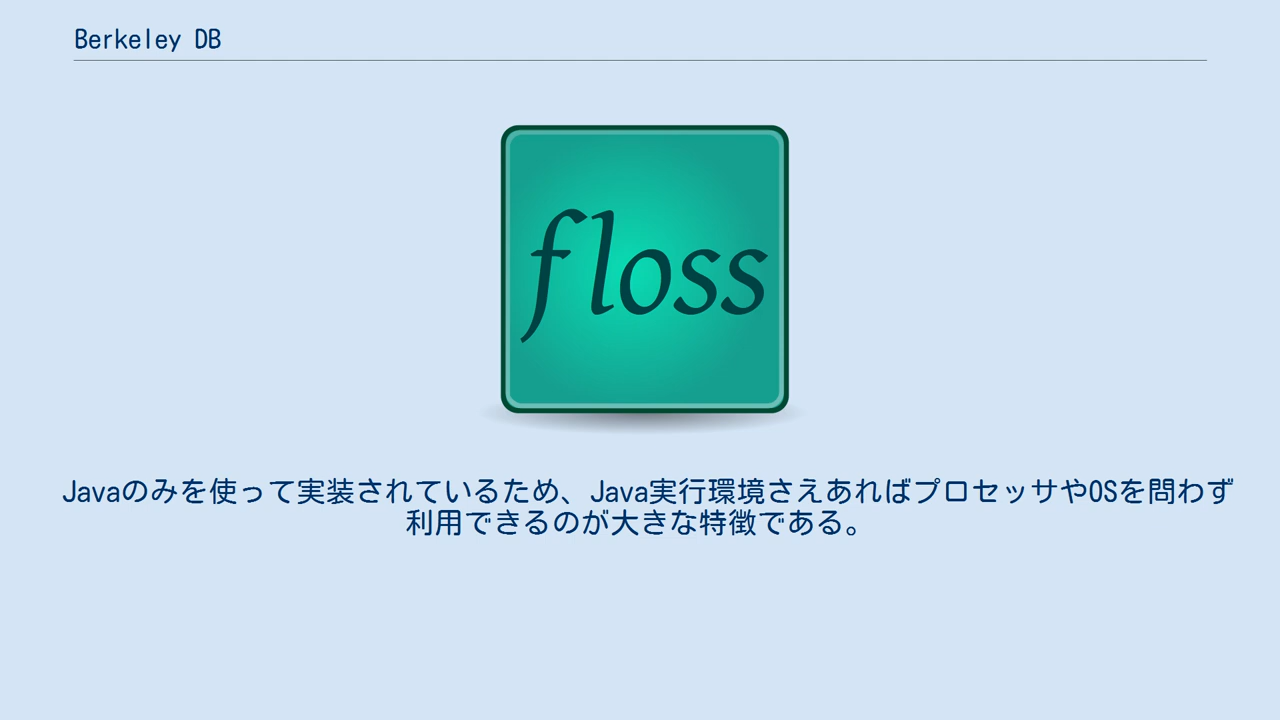 Berkeley DB
floss
Javaのみを使って実装されているため、Java実行環境さえあればプロセッサやOSを問わず
利用できるのが大きな特徴である。